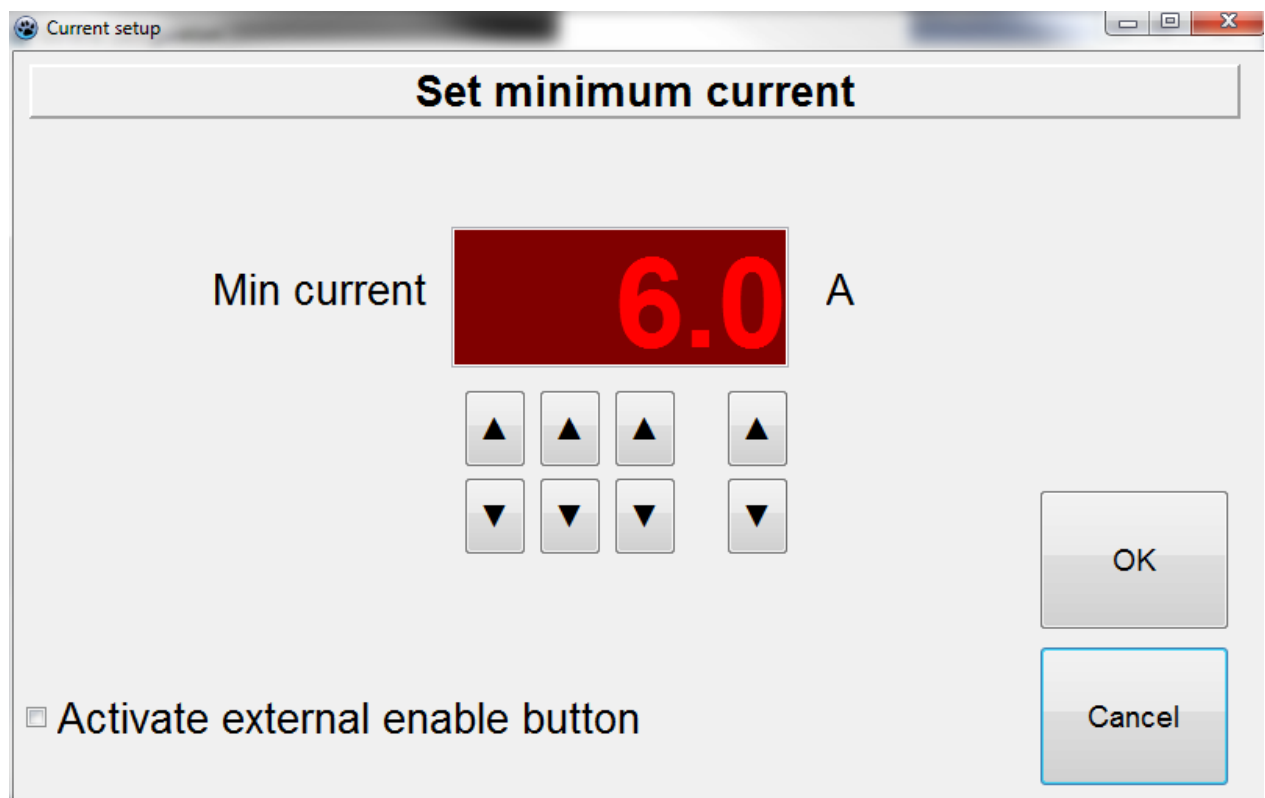 Current setup
Set minimum current
Min current 6.0 A
▲ ▲ ▲ ▲
▼ ▼ ▼ ▼
OK
Activate external enable button
Cancel